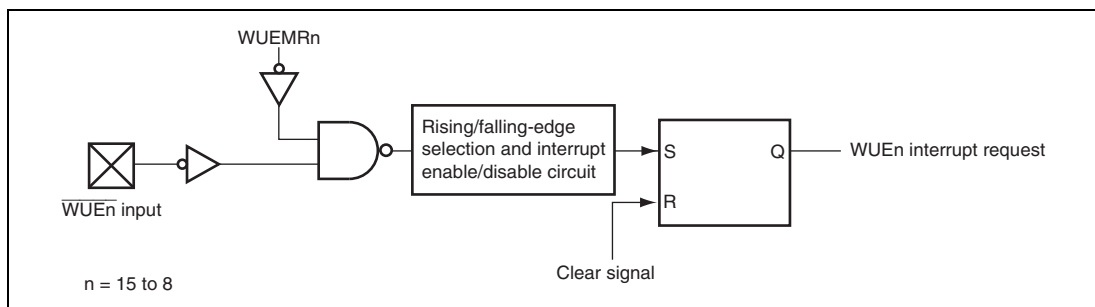 WUEMRn
Rising/falling-edge
selection and interrupt
enable/disable circuit
S
Q
WUEn interrupt request
R
WUEn input
Clear signal
n = 15 to 8